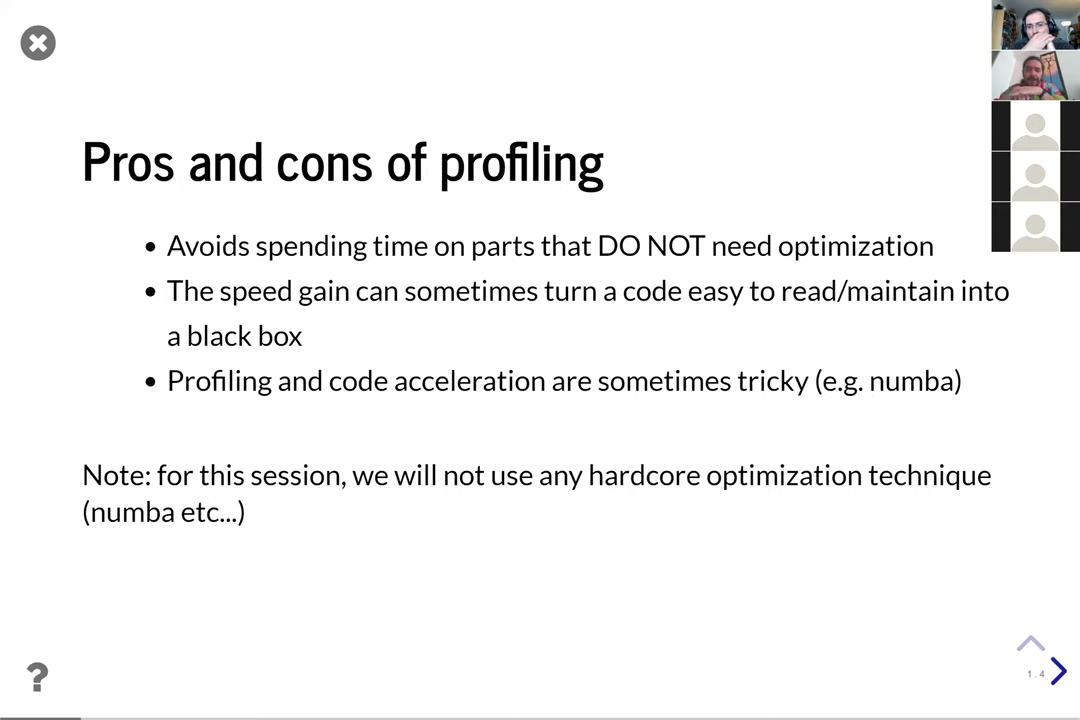 Pros and cons of profiling
• Avoids spending time on parts that DO NOT need optimization
• The speed gain can sometimes turn a code easy to read/maintain into
a black box
• Profiling and code acceleration are sometimes tricky (e.g. numba)
Note: for this session, we will not use any hardcore optimization technique
(numba etc...)
?
1.4